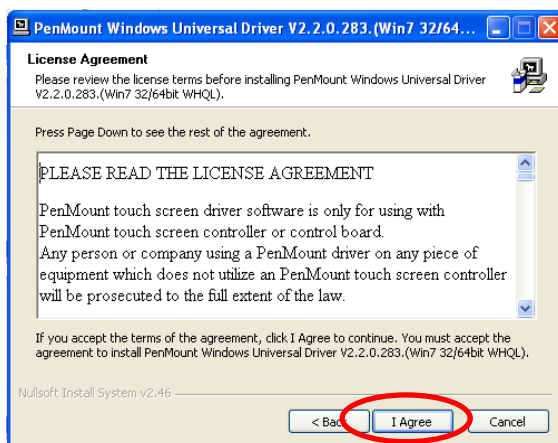 PenMount Windows Universal Driver V2.2.0.283.(Win7 32/64...
License Agreement
Please review the license terms before installing PenMount Windows Universal Driver
V2.2.0.283.(Win7 32/64bit WHQL).
Press Page Down to see the rest of the agreement.
PLEASE READ THE LICENSE AGREEMENT
PenMount touch screen driver software is only for using with
PenMount touch screen controller or control board.
Any person or company using a PenMount driver on any piece of
equipment which does not utilize an PenMount touch screen controller
will be prosecuted to the full extent of the law.
If you accept the terms of the agreement, click I Agree to continue. You must accept the
agreement to install PenMount Windows Universal Driver V2.2.0.283.(Win7 32/64bit WHQL).
Nullsoft Install System v2.46
< Back I Agree Cancel